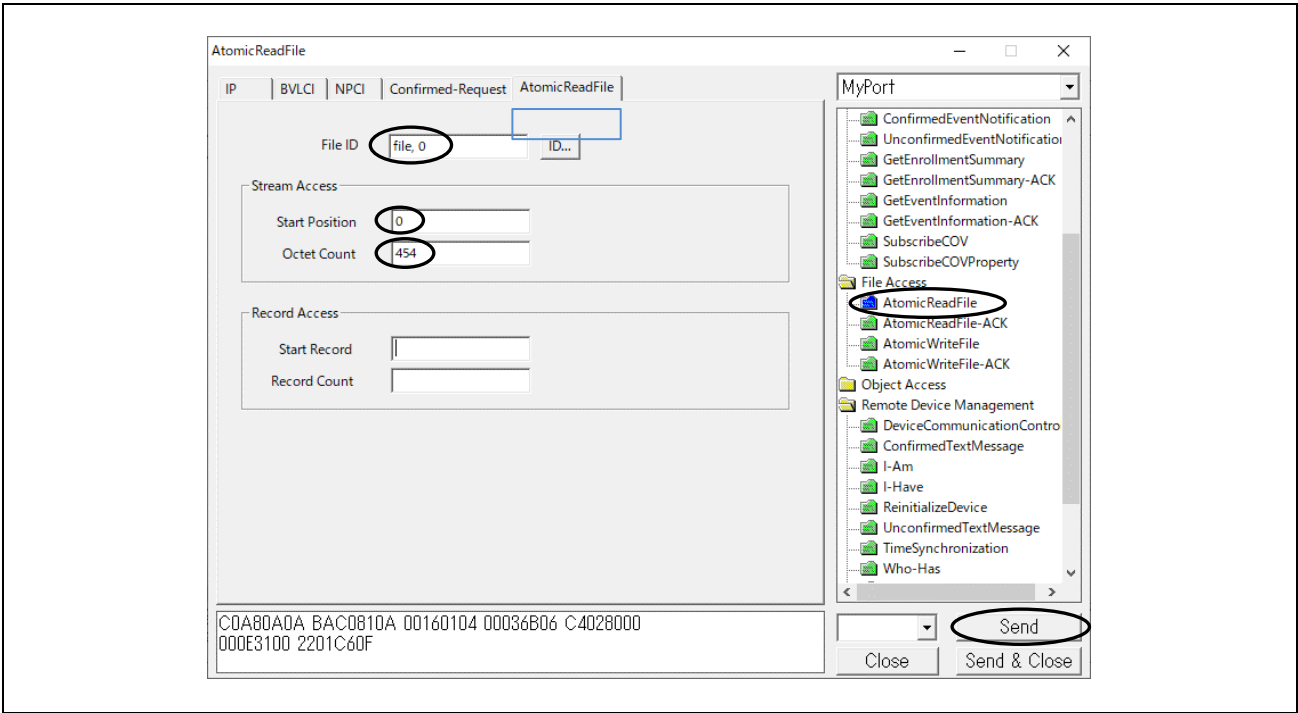 AtomicReadFile
IP BVLCI NPCI Confirmed-Request AtomicReadFile
File ID file, 0 ID...
Stream Access
Start Position 0
Octet Count 454
Record Access
Start Record
Record Count
C0A80A0A BAC0810A 00160104 00036B06 C4028000
000E3100 2201C60F
MyPort
ConfirmedEventNotification
UnconfirmedEventNotification
GetEnrollmentSummary
GetEnrollmentSummary-ACK
GetEventInformation
GetEventInformation-ACK
SubscribeCOV
SubscribeCOVProperty
File Access
AtomicReadFile
AtomicReadFile-ACK
AtomicWriteFile
AtomicWriteFile-ACK
Object Access
Remote Device Management
DeviceCommunicationContro
ConfirmedTextMessage
I-Am
I-Have
ReinitializeDevice
UnconfirmedTextMessage
TimeSynchronization
Who-Has
Send
Close Send & Close